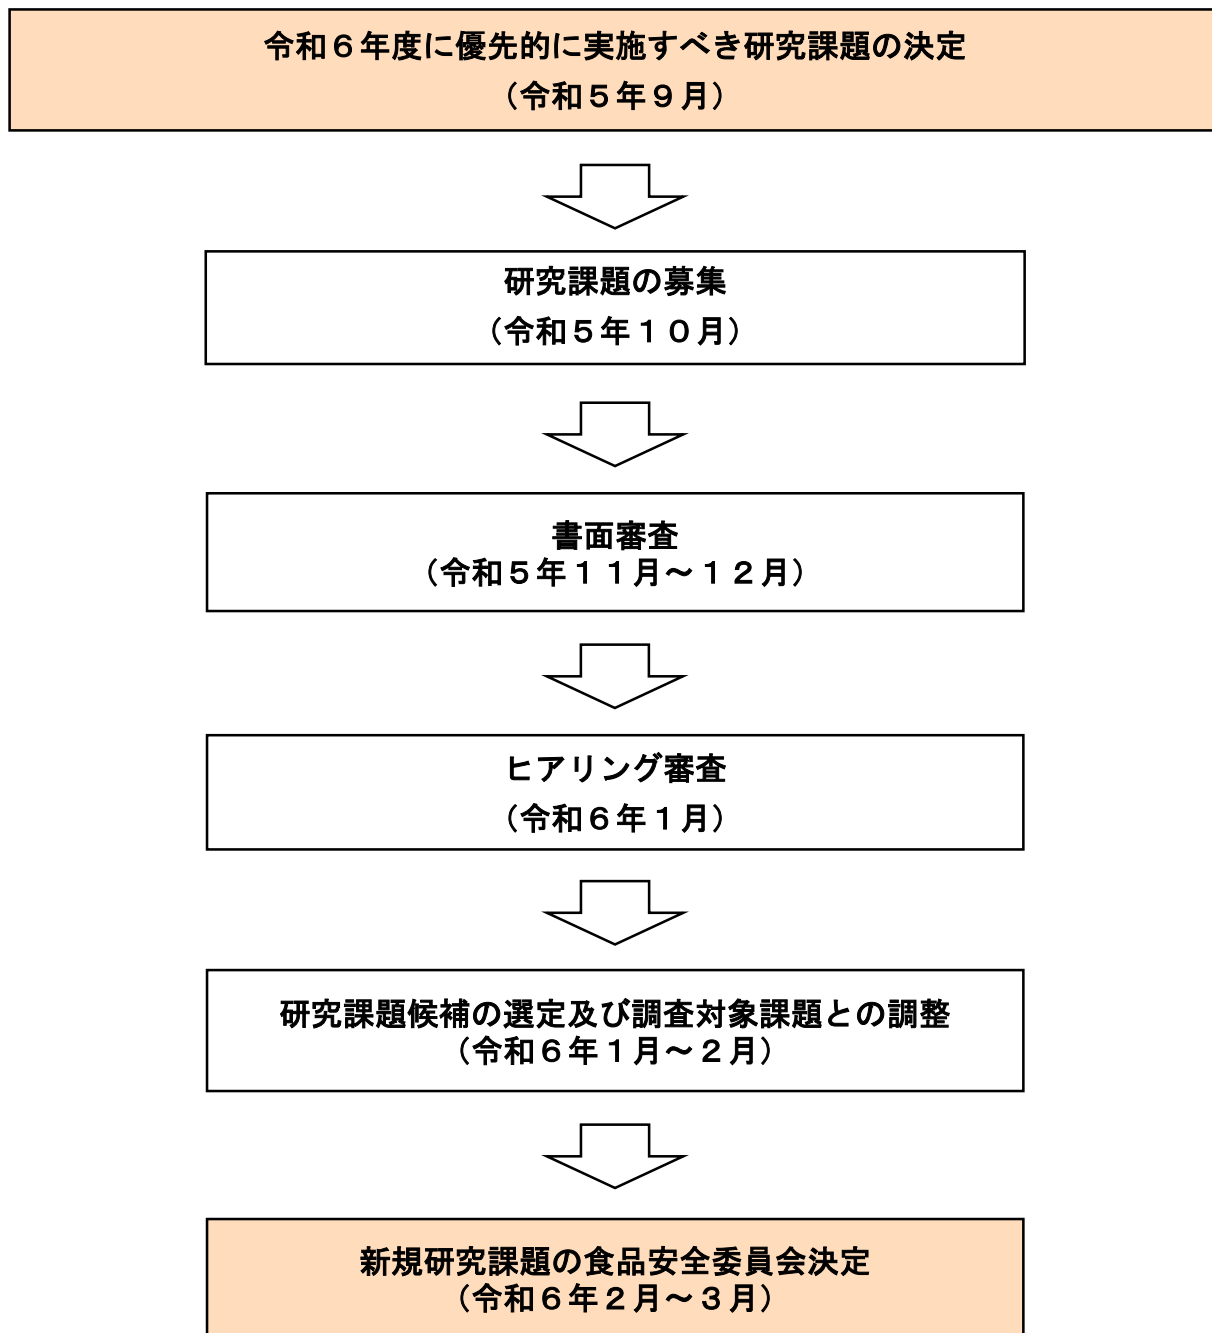 令和６年度に優先的に実施すべき研究課題の決定
（令和５年９月）
研究課題の募集
（令和５年１０月）
書面審査
（令和５年１１月～１２月）
ヒアリング審査
（令和６年１月）
研究課題候補の選定及び調査対象課題との調整
（令和６年１月～２月）
新規研究課題の食品安全委員会決定
（令和６年２月～３月）